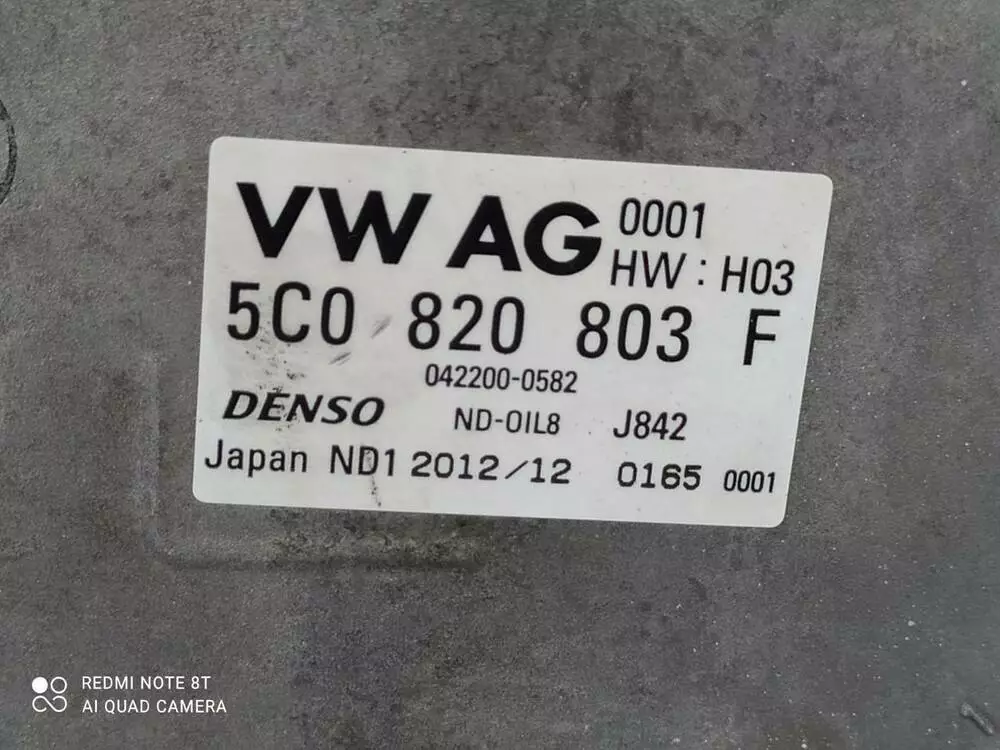 VW AG 0001
HW : H03
5C0 820 803 F
042200-0582
DENSO ND-OIL8 J842
Japan ND1 2012/12 0165 0001
REDMI NOTE 8T
AI QUAD CAMERA